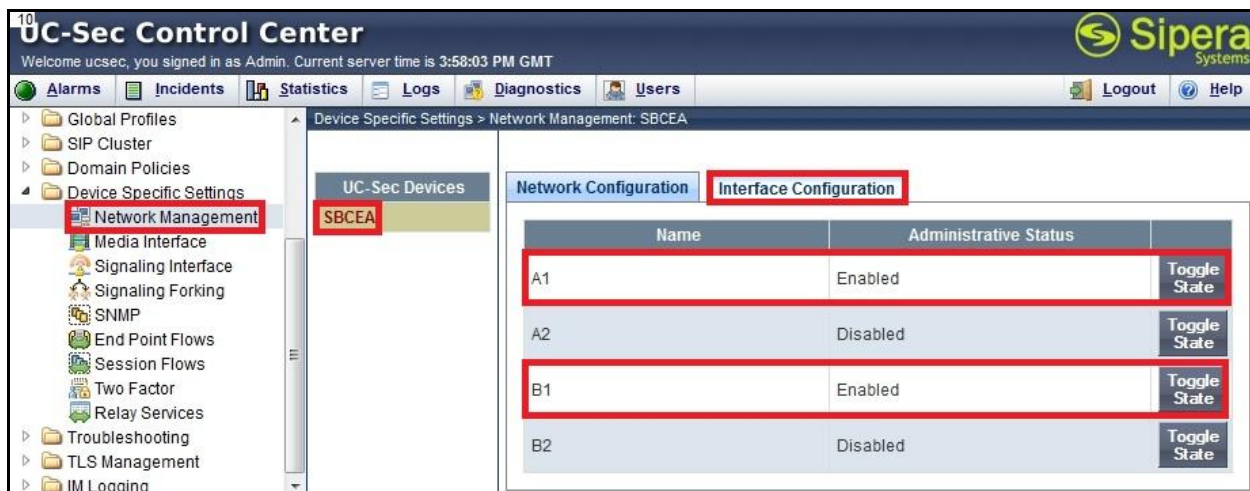 10
UC-Sec Control Center
Welcome ucsec, you signed in as Admin. Current server time is 3:58:03 PM GMT
Sipera
Systems
Alarms Incidents Statistics Logs Diagnostics Users Logout Help
Global Profiles
SIP Cluster
Domain Policies
Device Specific Settings
Network Management
Media Interface
Signaling Interface
Signaling Forking
SNMP
End Point Flows
Session Flows
Two Factor
Relay Services
Troubleshooting
TLS Management
IM Logging
Device Specific Settings > Network Management: SBCEA
UC-Sec Devices
SBCEA
Network Configuration Interface Configuration
Name Administrative Status
A1 Enabled Toggle State
A2 Disabled Toggle State
B1 Enabled Toggle State
B2 Disabled Toggle State